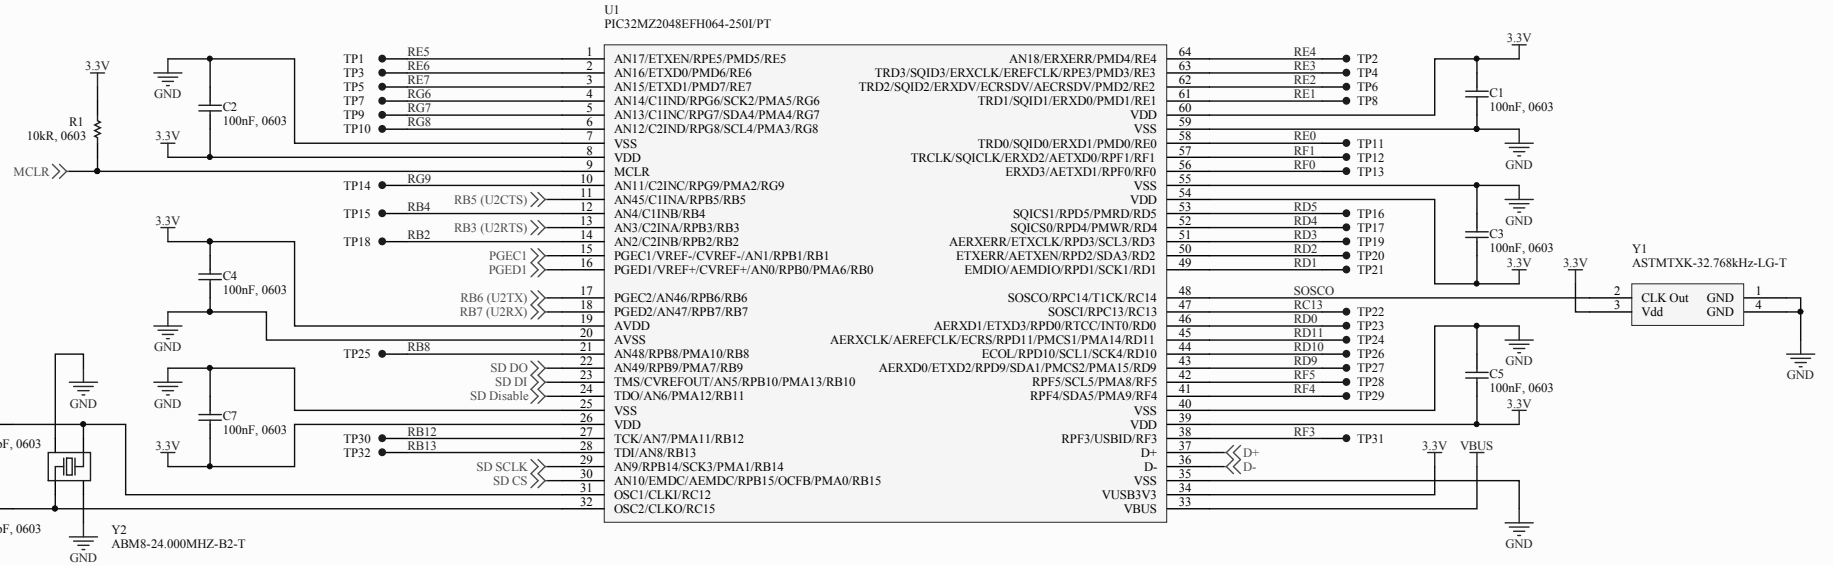 U1
PIC32MZ2048EFH064-250I/PT
3.3V
R1
10kR, 0603
MCLR
GND
C2
100nF, 0603
3.3V
3.3V
C4
100nF, 0603
GND
GND
C7
100nF, 0603
3.3V
GND
F, 0603
F, 0603
GND
Y2
ABM8-24.000MHZ-B2-T
TP1 RE5 1 AN17/ETXEN/RPE5/PMD5/RE5
TP3 RE6 2 AN16/ETXD0/PMD6/RE6
TP5 RE7 3 AN15/ETXD1/PMD7/RE7
TP7 RG6 4 AN14/C1IND/RPG6/SCK2/PMA5/RG6
TP9 RG7 5 AN13/C1INC/RPG7/SDA4/PMA4/RG7
TP10 RG8 6 AN12/C2IND/RPG8/SCL4/PMA3/RG8
7 VSS
8 VDD
9 MCLR
TP14 RG9 10 AN11/C2INC/RPG9/PMA2/RG9
RB5 (U2CTS) 11 AN45/C1INA/RPB5/RB5
TP15 RB4 12 AN4/C1INB/RB4
RB3 (U2RTS) 13 AN3/C2INA/RPB3/RB3
TP18 RB2 14 AN2/C2INB/RPB2/RB2
PGEC1 15 PGEC1/VREF-/CVREF-/AN1/RPB1/RB1
PGED1 16 PGED1/VREF+/CVREF+/AN0/RPB0/PMA6/RB0
RB6 (U2TX) 17 PGEC2/AN46/RPB6/RB6
RB7 (U2RX) 18 PGED2/AN47/RPB7/RB7
19 AVDD
20 AVSS
TP25 RB8 21 AN48/RPB8/PMA10/RB8
SD DO 22 AN49/RPB9/PMA7/RB9
SD DI 23 TMS/CVREFOUT/AN5/RPB10/PMA13/RB10
SD Disable 24 TDO/AN6/PMA12/RB11
25 VSS
26 VDD
TP30 RB12 27 TCK/AN7/PMA11/RB12
TP32 RB13 28 TDI/AN8/RB13
SD SCLK 29 AN9/RPB14/SCK3/PMA1/RB14
SD CS 30 AN10/EMDC/AEMDC/RPB15/OCFB/PMA0/RB15
31 OSC1/CLKI/RC12
32 OSC2/CLKO/RC15
AN18/ERXERR/PMD4/RE4 64 RE4 TP2
TRD3/SQID3/ERXCLK/EREFCLK/RPE3/PMD3/RE3 63 RE3 TP4
TRD2/SQID2/ERXDV/ECRSDV/AECRSDV/PMD2/RE2 62 RE2 TP6
TRD1/SQID1/ERXD0/PMD1/RE1 61 RE1 TP8
VDD 60
VSS 59
TRD0/SQID0/ERXD1/PMD0/RE0 58 RE0 TP11
TRCLK/SQICLK/ERXD2/AETXD0/RPF1/RF1 57 RF1 TP12
ERXD3/AETXD1/RPF0/RF0 56 RF0 TP13
VSS 55
VDD 54
SQICS1/RPD5/PMRD/RD5 53 RD5 TP16
SQICS0/RPD4/PMWR/RD4 52 RD4 TP17
AERXERR/ETXCLK/RPD3/SCL3/RD3 51 RD3 TP19
ETXERR/AETXEN/RPD2/SDA3/RD2 50 RD2 TP20
EMDIO/AEMDIO/RPD1/SCK1/RD1 49 RD1 TP21
SOSCO/RPC14/T1CK/RC14 48 SOSCO
SOSCI/RPC13/RC13 47 RC13 TP22
AERXD1/ETXD3/RPD0/RTCC/INT0/RD0 46 RD0 TP23
AERXCLK/AEREFCLK/ECRS/RPD11/PMCS1/PMA14/RD11 45 RD11 TP24
ECOL/RPD10/SCL1/SCK4/RD10 44 RD10 TP26
AERXD0/ETXD2/RPD9/SDA1/PMCS2/PMA15/RD9 43 RD9 TP27
RPF5/SCL5/PMA8/RF5 42 RF5 TP28
RPF4/SDA5/PMA9/RF4 41 RF4 TP29
VSS 40
VDD 39
RPF3/USBID/RF3 38 RF3 TP31
D+ 37 D+
D- 36 D-
VSS 35
VUSB3V3 34
VBUS 33
3.3V
C1
100nF, 0603
GND
GND
C3
100nF, 0603
3.3V
GND
C5
100nF, 0603
3.3V
3.3V VBUS
GND
3.3V
Y1
ASTMTXK-32.768kHz-LG-T
2 CLK Out GND 1
3 Vdd GND 4
GND